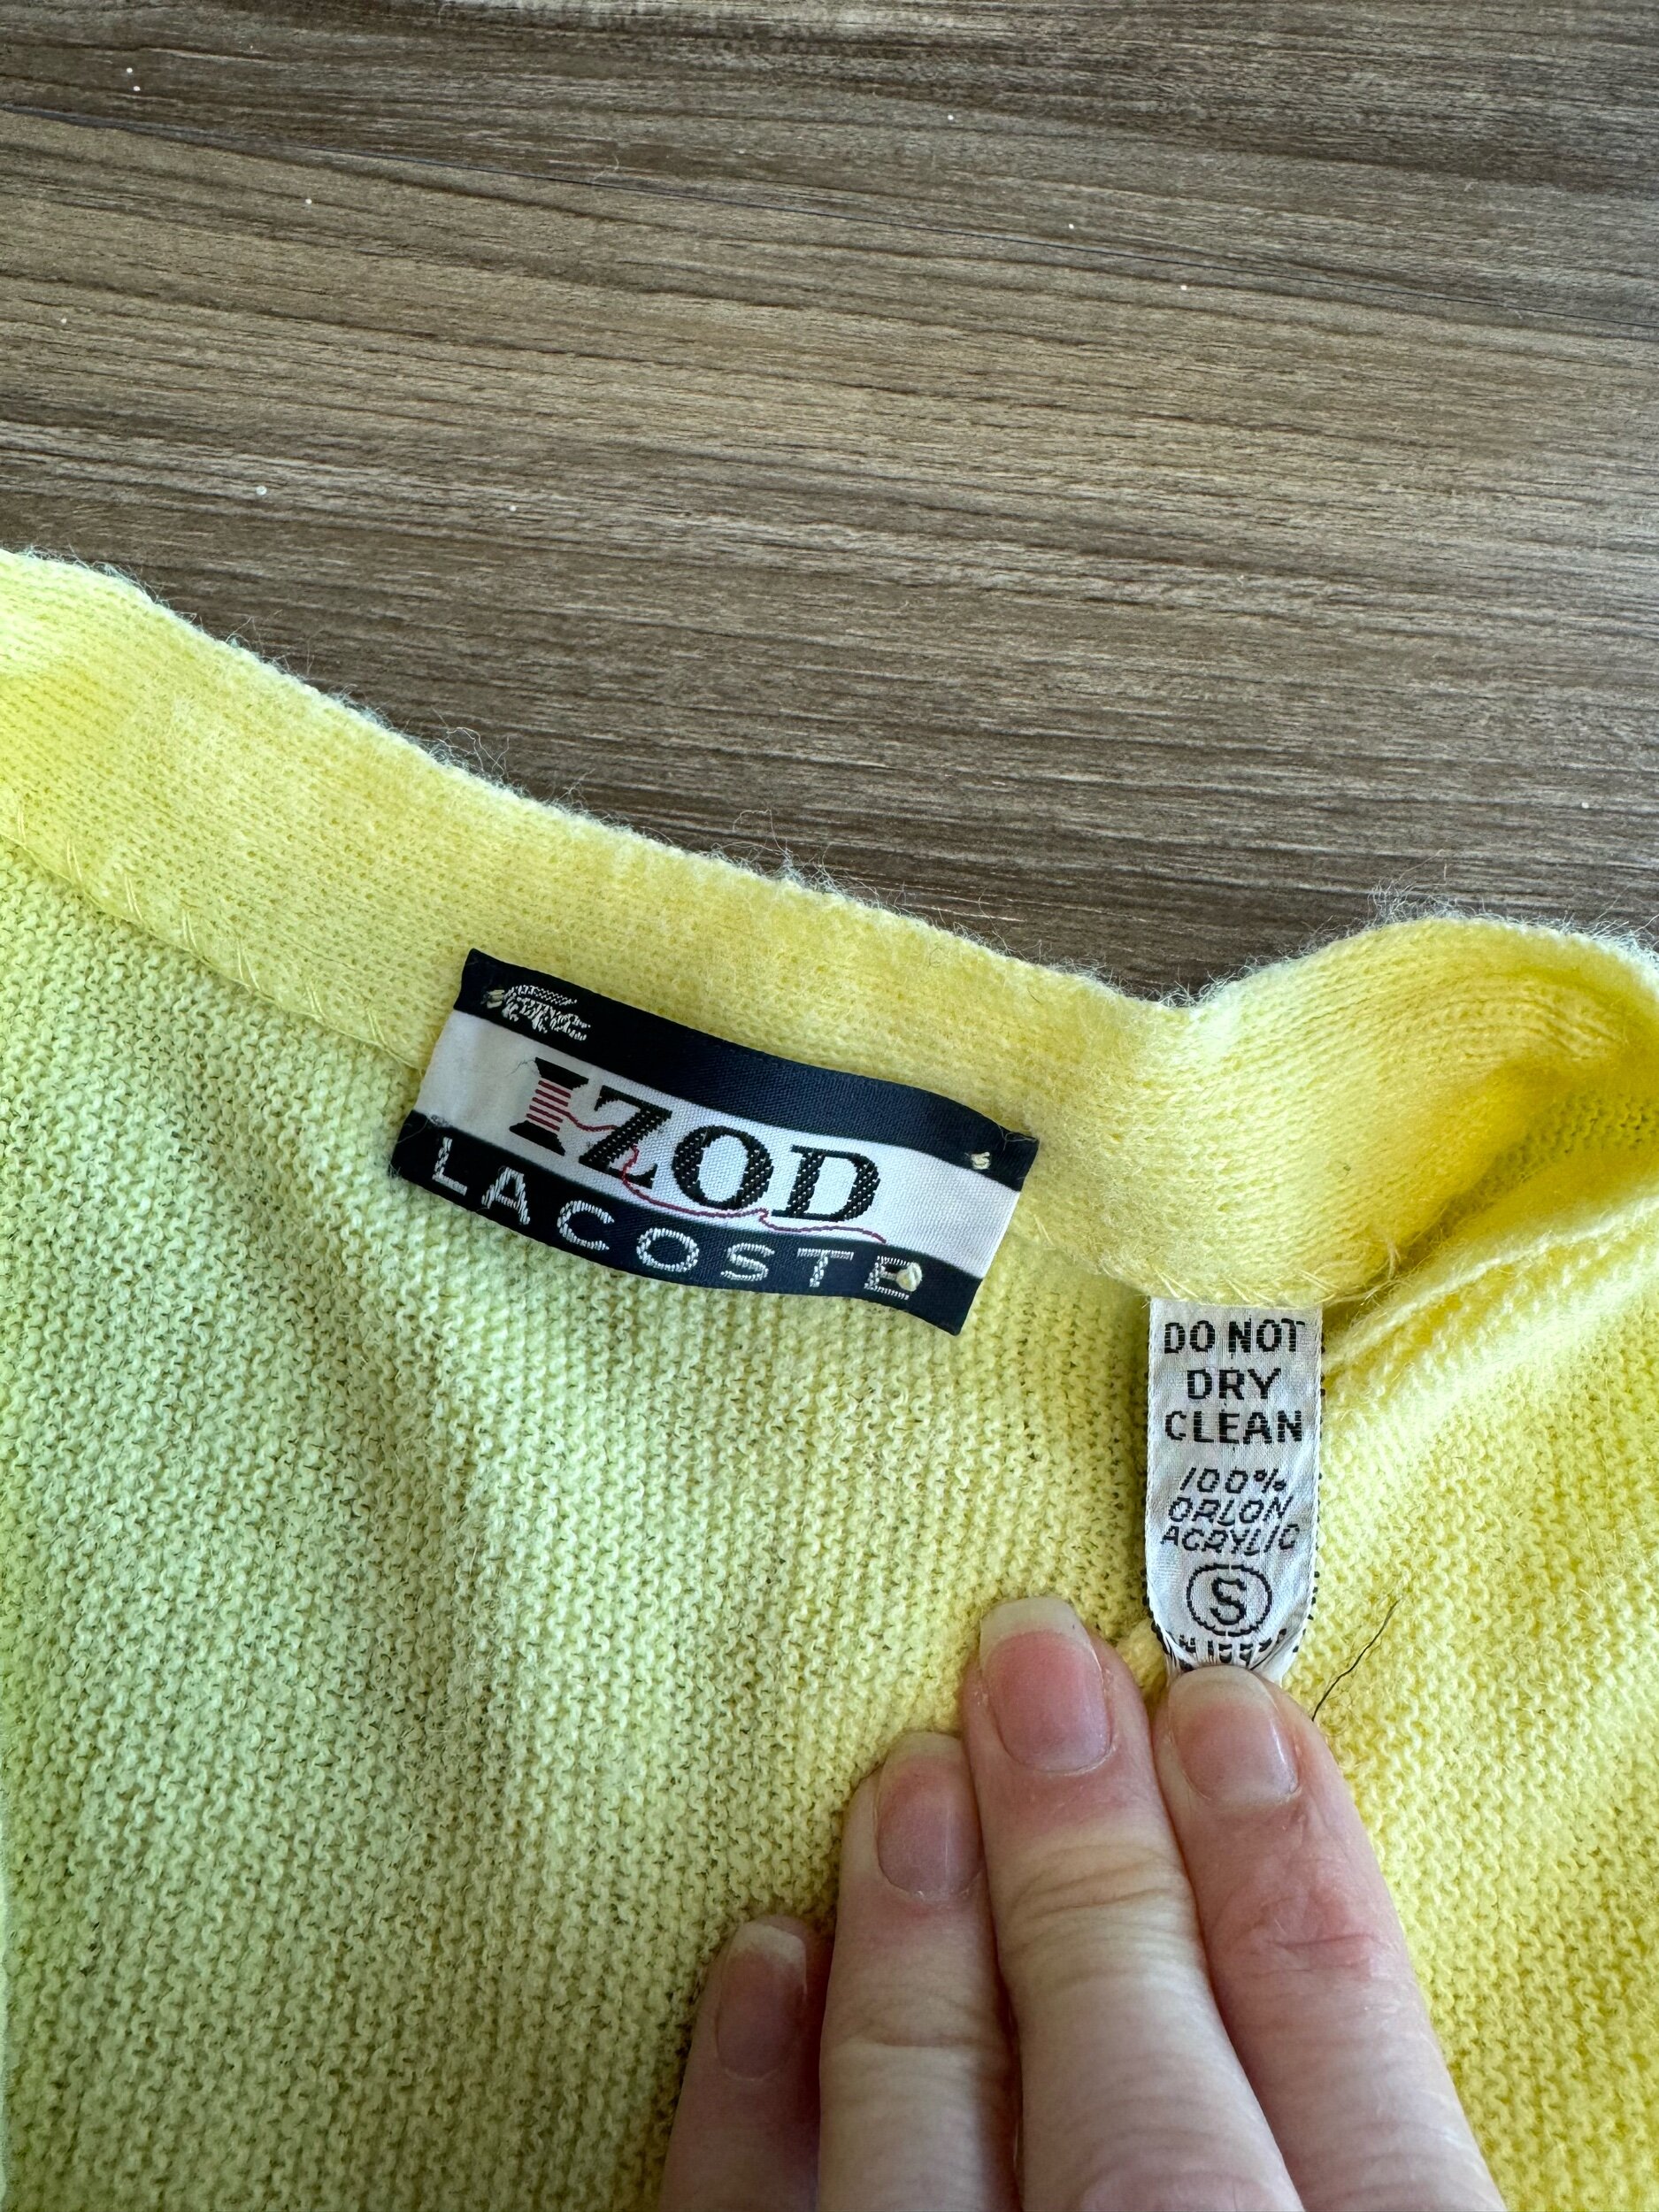 IZOD
LACOSTE
DO NOT
DRY
CLEAN
100%
ORLON
ACRYLIC
S